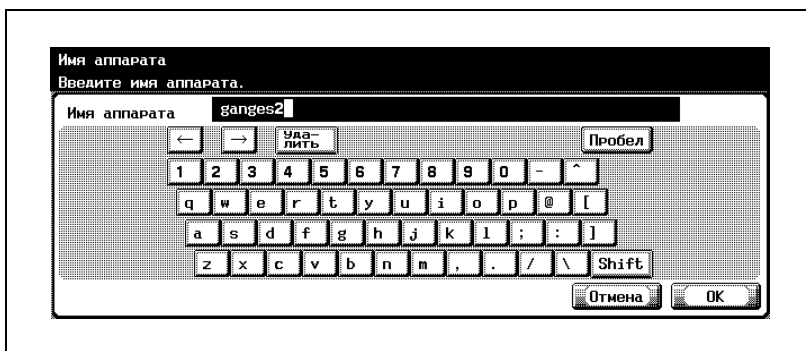 Имя аппарата
Введите имя аппарата.
Имя аппарата ganges2
← → Уда-
лить Пробел
1 2 3 4 5 6 7 8 9 0 - ^
q w e r t y u i o p @ [
a s d f g h j k l ; : ]
z x c v b n m , . / \ Shift
Отмена OK